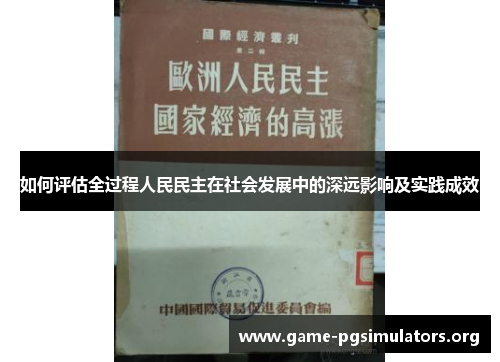 國際經濟叢刊
第二輯
歐洲人民民主
國家經濟的高漲
如何评估全过程人民民主在社会发展中的深远影响及实践成效
中國國際貿易促進委員會編
www.game-pgsimulators.org